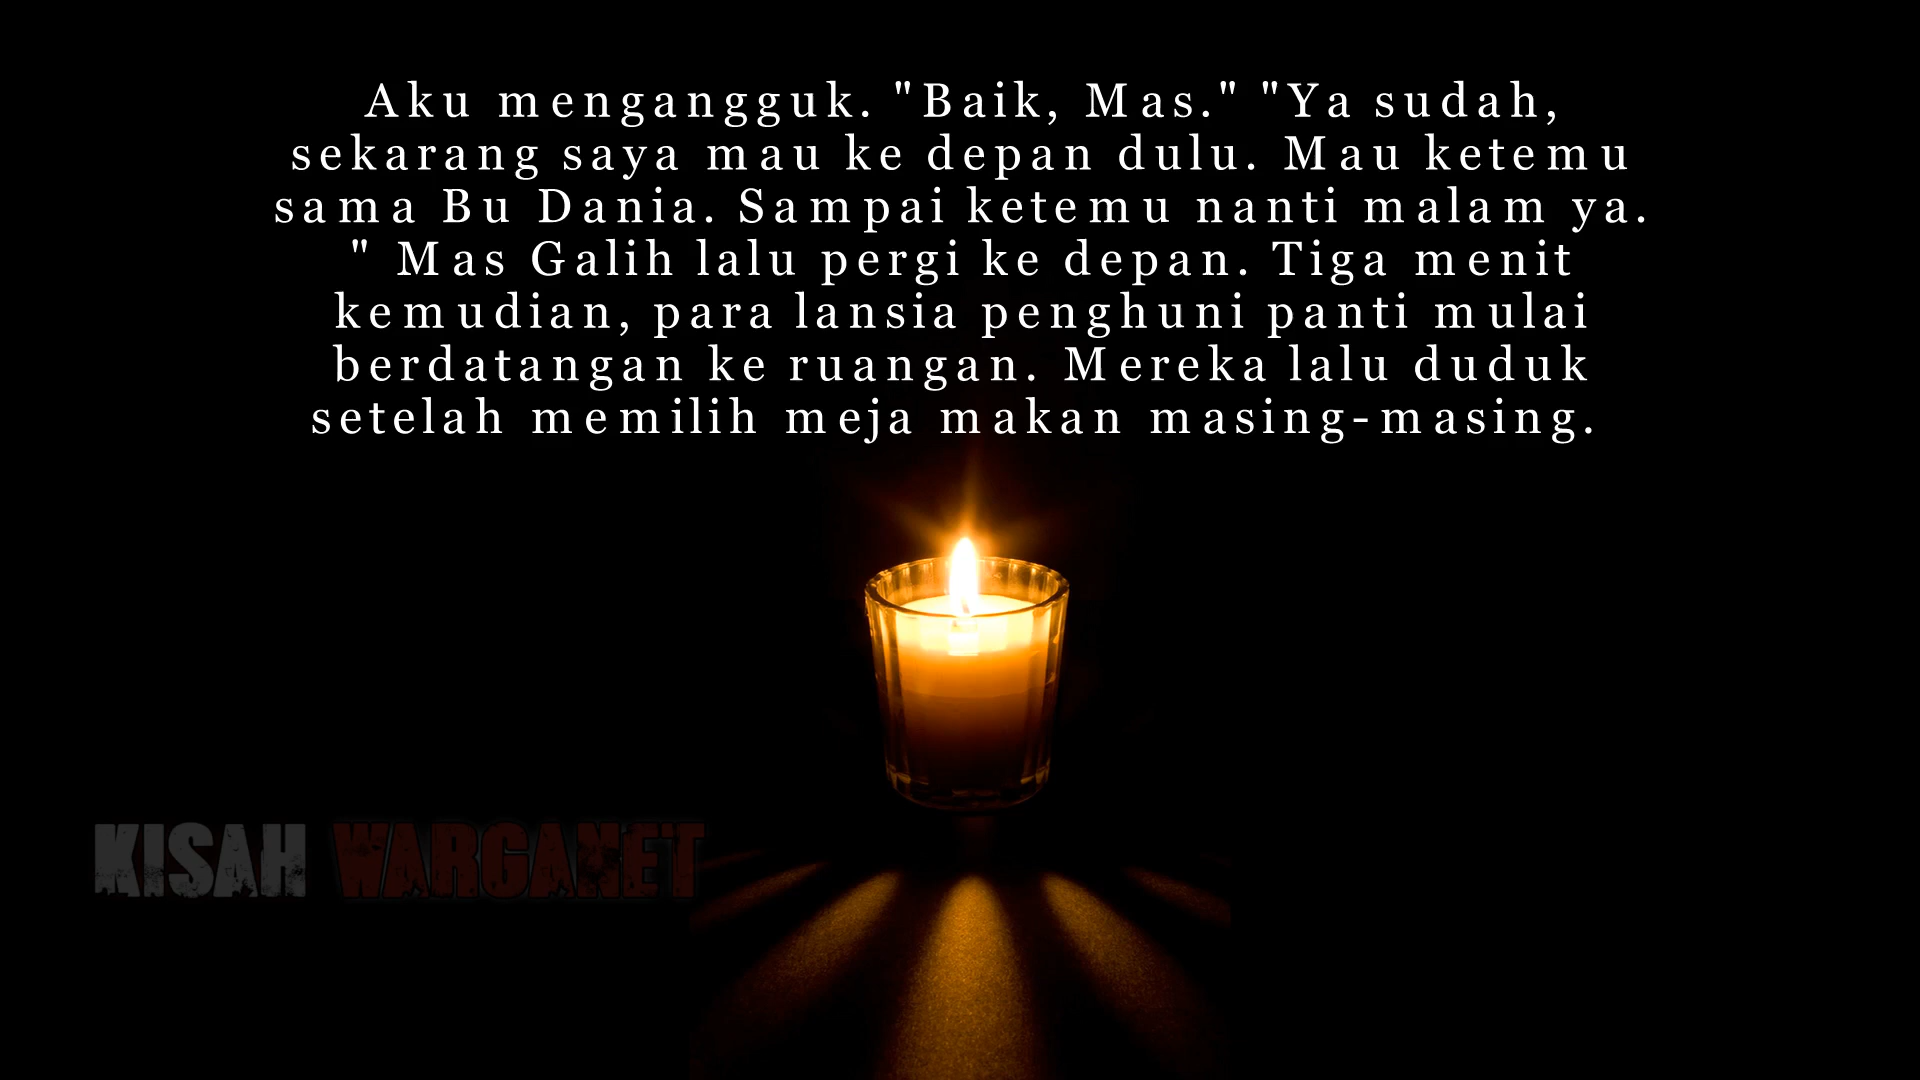 Aku mengangguk. "Baik, Mas." "Ya sudah,
sekarang saya mau ke depan dulu. Mau ketemu
sama Bu Dania. Sampai ketemu nanti malam ya.
" Mas Galih lalu pergi ke depan. Tiga menit
kemudian, para lansia penghuni panti mulai
berdatangan ke ruangan. Mereka lalu duduk
setelah memilih meja makan masing-masing.
KISAH WARGANET